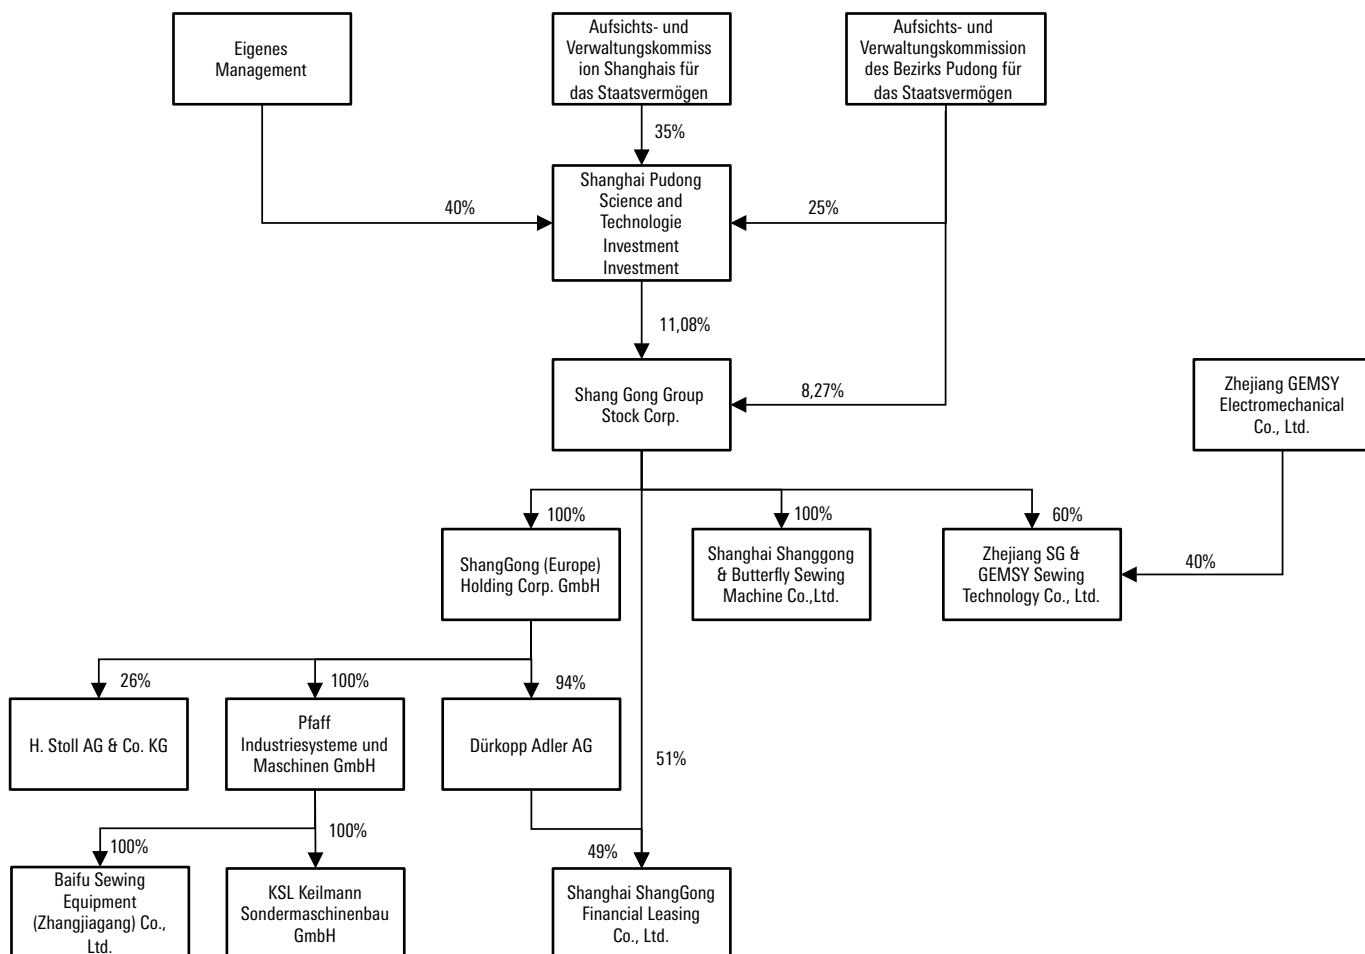 Eigenes
Management
Aufsichts- und
Verwaltungskommiss
ion Shanghais für
das Staatsvermögen
Aufsichts- und
Verwaltungskommission
des Bezirks Pudong für
das Staatsvermögen
35%
Shanghai Pudong
Science and
Technologie
Investment
Investment
40%
25%
11,08%
Shang Gong Group
Stock Corp.
8,27%
Zhejiang GEMSY
Electromechanical
Co., Ltd.
100%
100%
60%
ShangGong (Europe)
Holding Corp. GmbH
Shanghai Shanggong
& Butterfly Sewing
Machine Co.,Ltd.
Zhejiang SG &
GEMSY Sewing
Technology Co., Ltd.
40%
26%
100%
94%
H. Stoll AG & Co. KG
Pfaff
Industriesysteme und
Maschinen GmbH
Dürkopp Adler AG
51%
100%
100%
49%
Baifu Sewing
Equipment
(Zhangjiagang) Co.,
Ltd.
KSL Keilmann
Sondermaschinenbau
GmbH
Shanghai ShangGong
Financial Leasing
Co., Ltd.